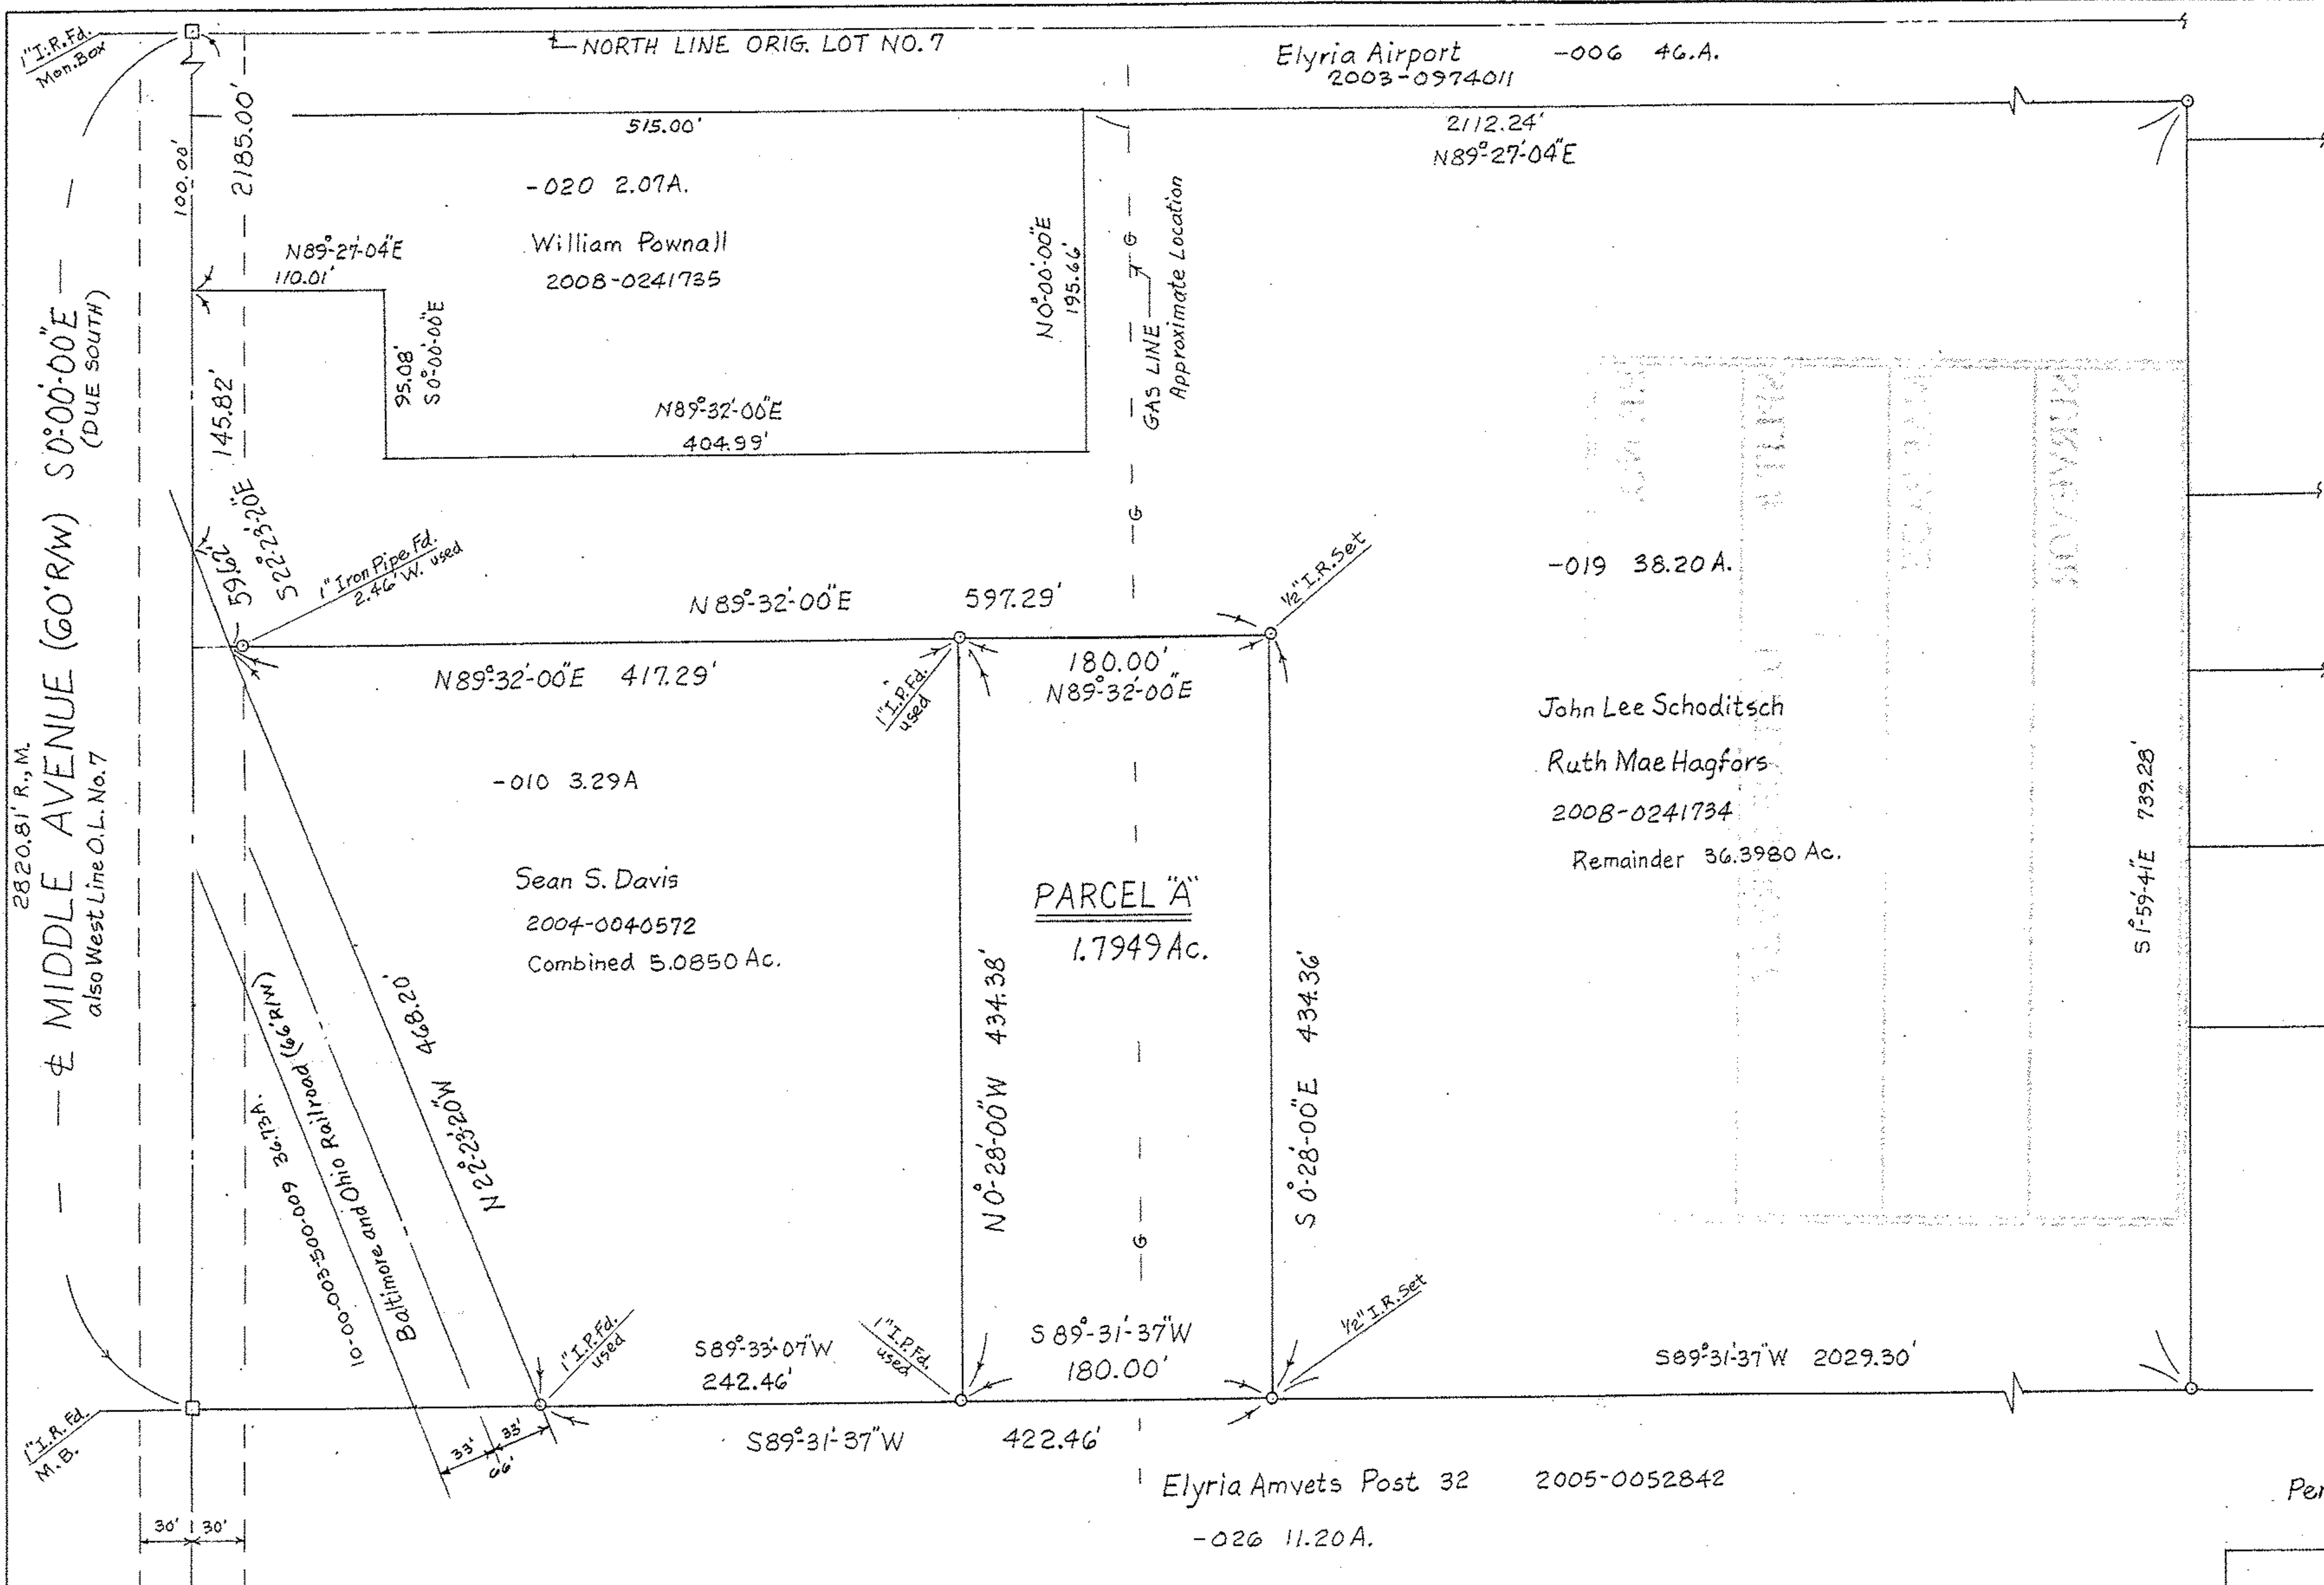 1" I.R.Fd.
Mon.Box
℄ NORTH LINE ORIG. LOT NO. 7
Elyria Airport -006 46.A.
2003-0974011
100.00'
2185.00'
515.00'
2112.24'
N89°-27'-04"E
-020 2.07A.
William Pownall
2008-0241735
N89°-27'-04"E
110.01'
95.08'
S0°-00'-00"E
N89°-32'-00"E
404.99'
N0°-00'-00"E
195.66'
G
GAS LINE
Approximate Location
G
145.82'
59.62'
S22°-23'-20"E
1" Iron Pipe Fd.
2.46' W. used
N89°-32'-00"E 597.29'
1/2" I.R.Set
N89°-32'-00"E 417.29'
1" I.P.Fd.
used
180.00'
N89°-32'-00"E
2820.81' R.,M.
℄ MIDDLE AVENUE (60'R/W) S0°-00'-00"E
(DUE SOUTH)
also West Line O.L. No.7
-010 3.29A
Sean S. Davis
2004-0040572
Combined 5.0850 Ac.
PARCEL "A"
1.7949 Ac.
-019 38.20 A.
John Lee Schoditsch
Ruth Mae Hagfors
2008-0241734
Remainder 36.3980 Ac.
S1°-59'-41"E 739.28'
N22°-23'-20"W 468.20'
10-00-003-500-009 36.73A.
Baltimore and Ohio Railroad (66'R/W)
N0°-28'-00"W 434.38'
S0°-28'-00"E 434.36'
G
1" I.P.Fd.
used
S89°-33'-07"W
242.46'
1" I.P.Fd.
used
S89°-31'-37"W
180.00'
1/2" I.R.Set
S89°-31'-37"W 2029.30'
1" I.R.Fd.
M.B.
33'
33'
66'
S89°-31'-37"W 422.46'
Elyria Amvets Post 32 2005-0052842
-026 11.20A.
30' 30'
Per